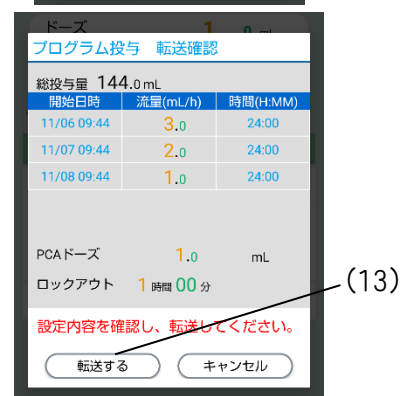 ドーズ 1.0 mL
プログラム投与 転送確認
総投与量 144.0 mL
開始日時 流量(mL/h) 時間(H:MM)
11/06 09:44 3.0 24:00
11/07 09:44 2.0 24:00
11/08 09:44 1.0 24:00
PCAドーズ 1.0 mL
ロックアウト 1 時間 00 分
(13)
設定内容を確認し、転送してください。
転送する キャンセル